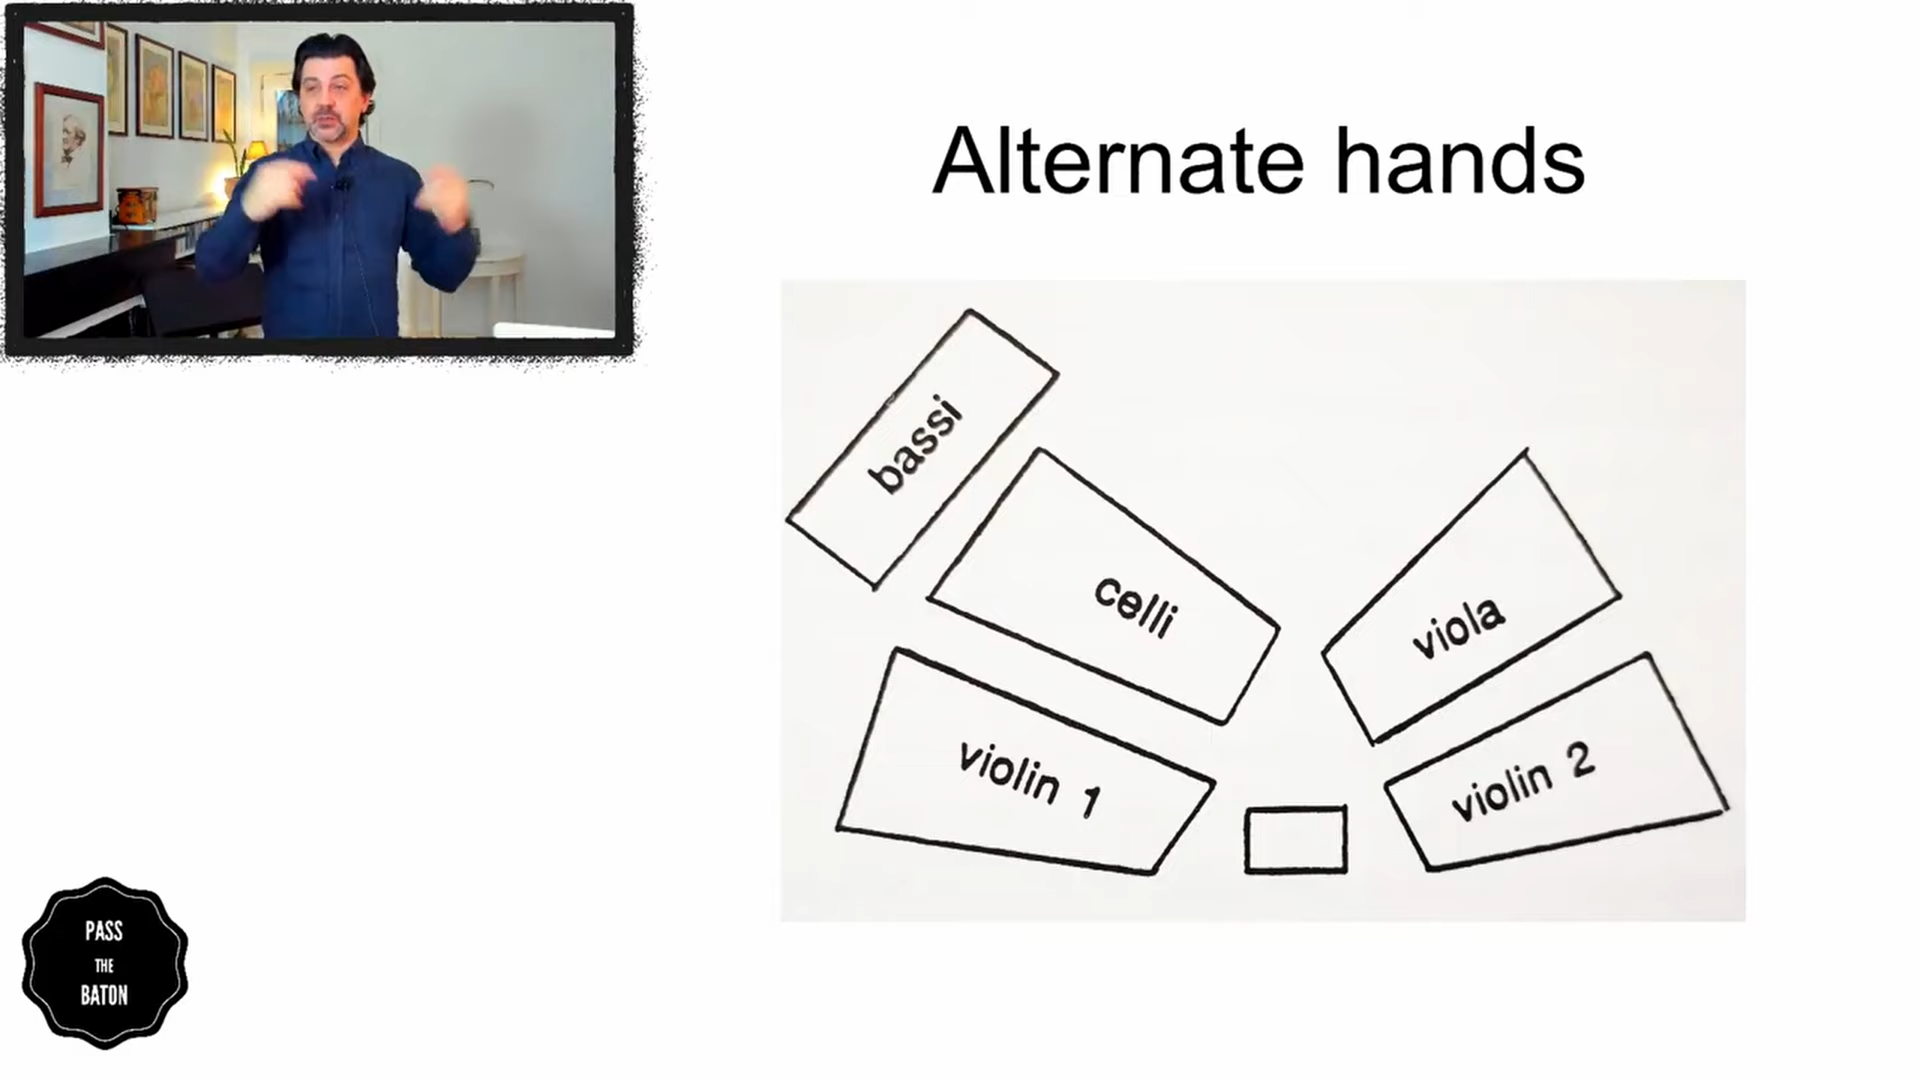 Alternate hands
bassi
celli
viola
violin 1
violin 2
PASS
THE
BATON